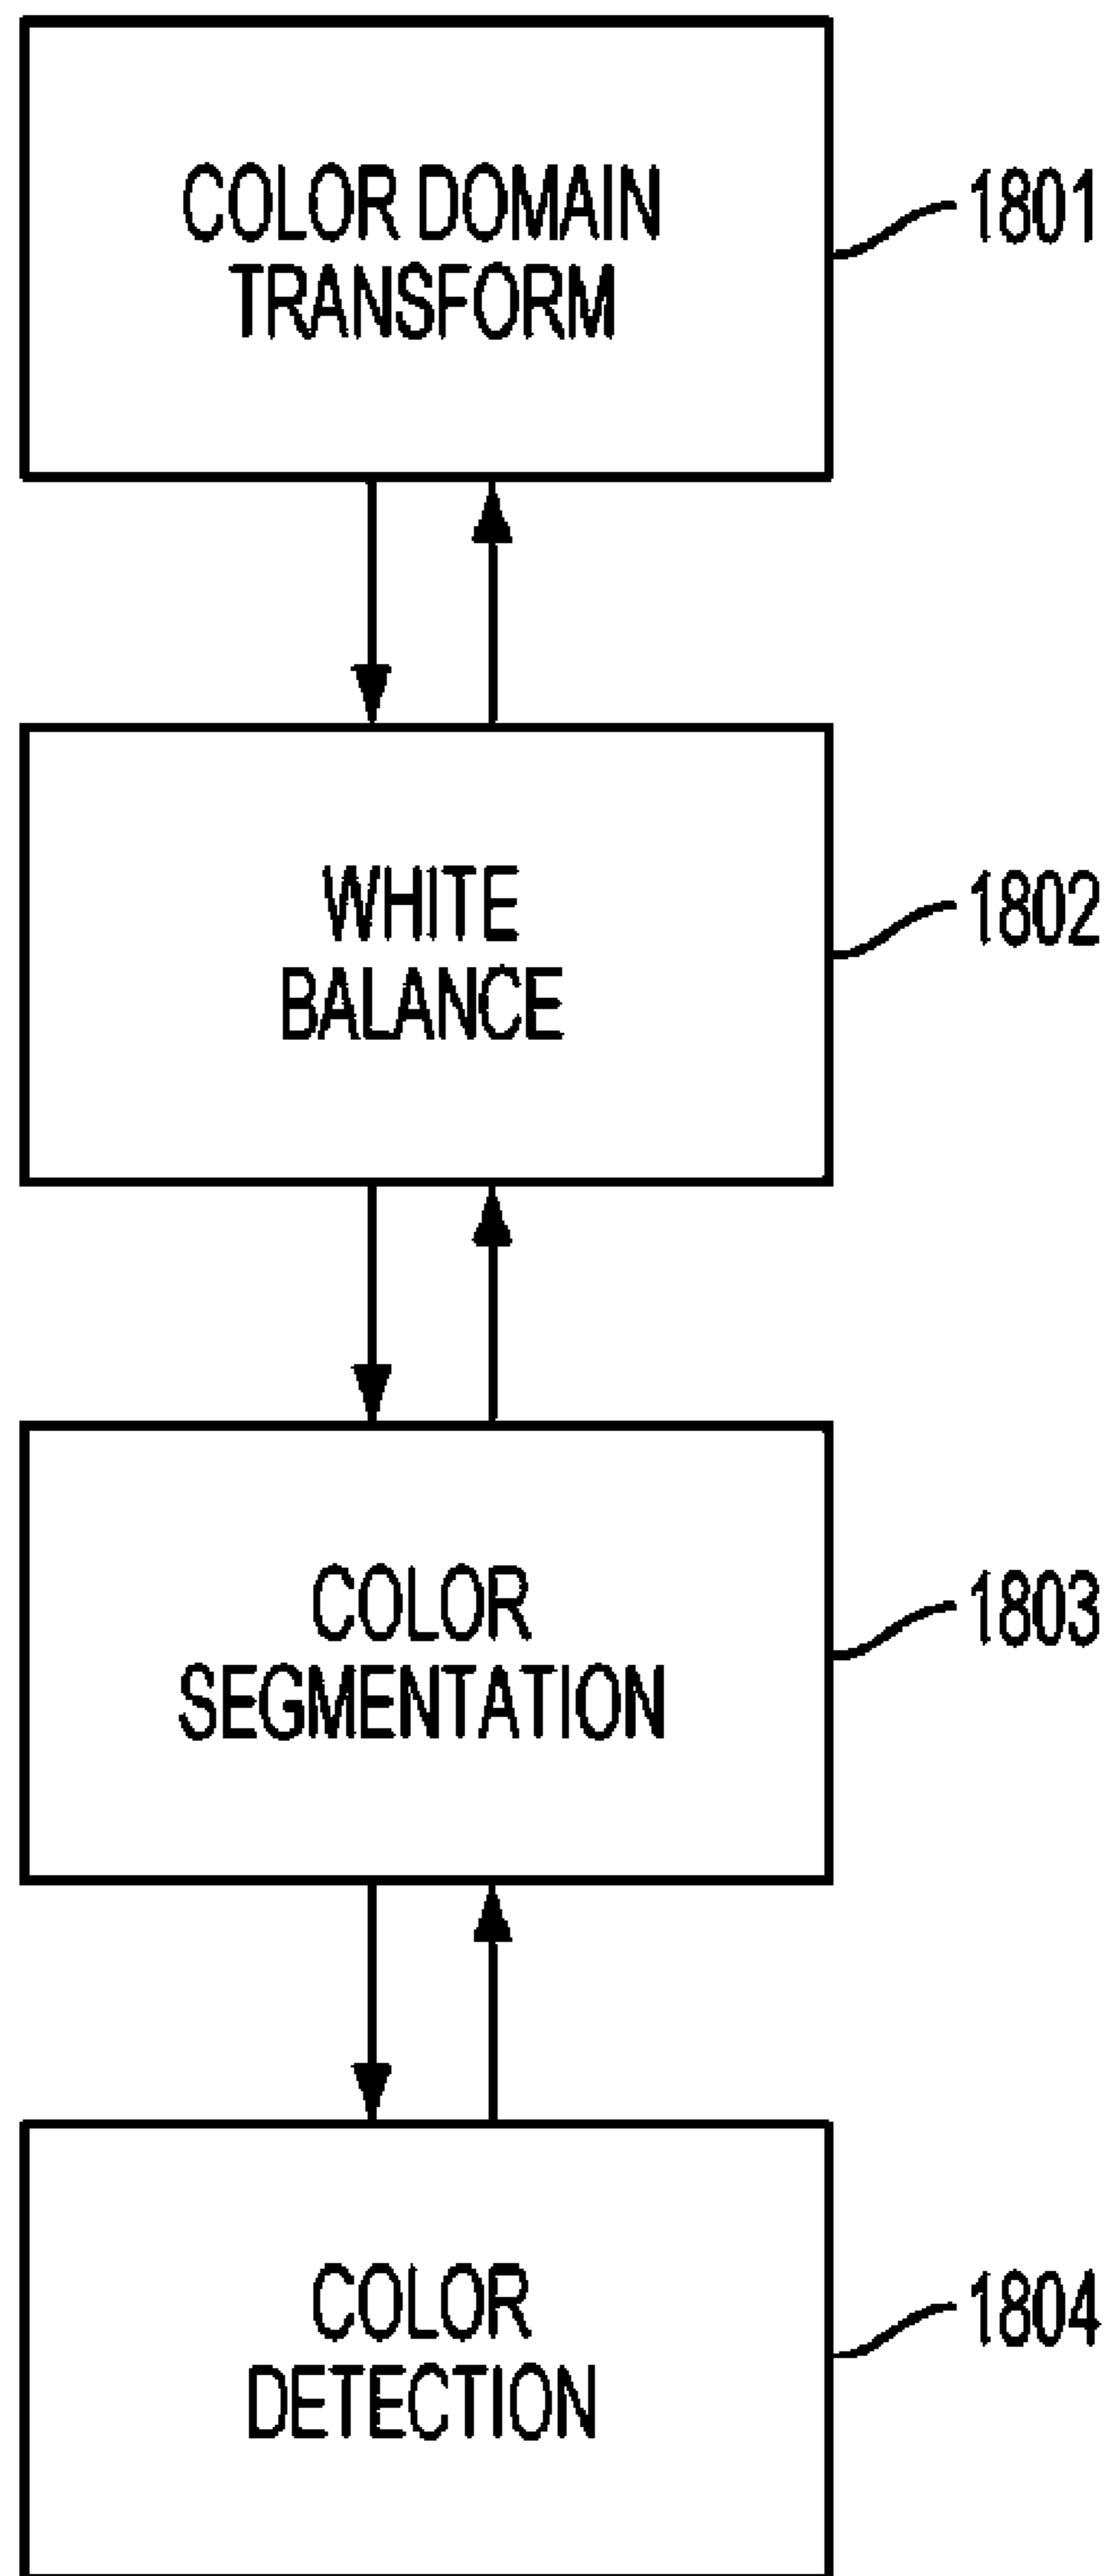 COLOR DOMAIN
TRANSFORM
1801
WHITE
BALANCE
1802
COLOR
SEGMENTATION
1803
COLOR
DETECTION
1804